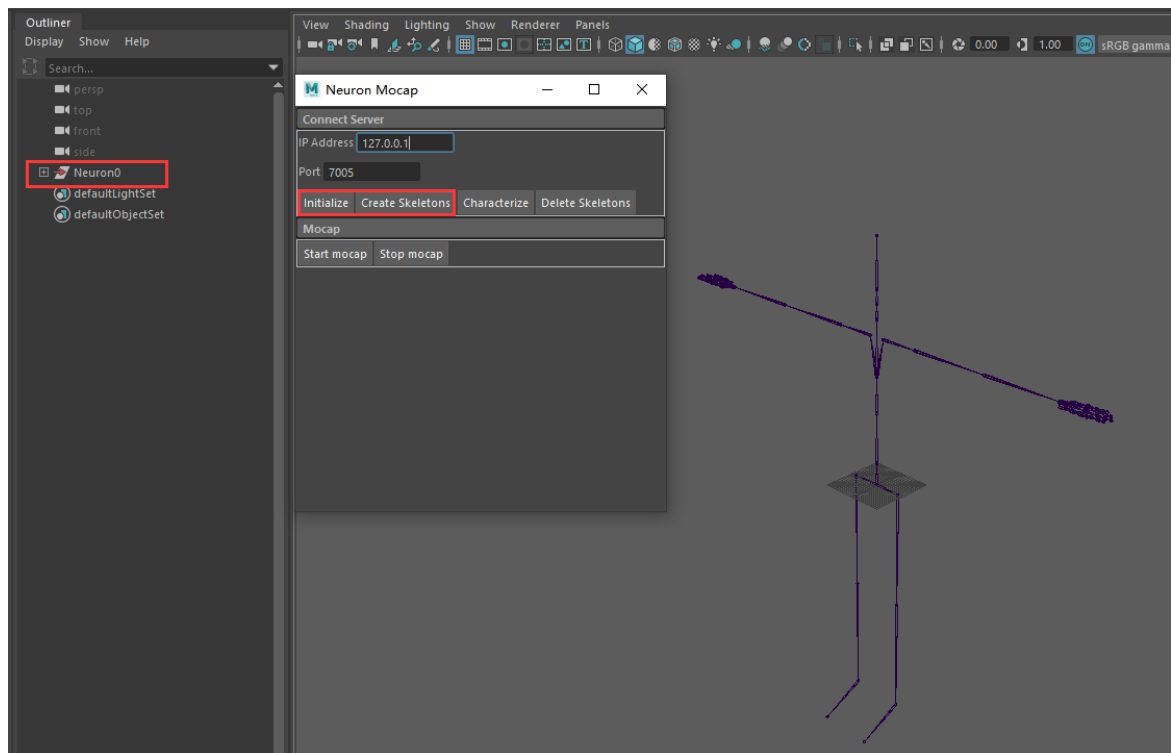 Outliner
Display Show Help
Search...
persp
top
front
side
Neuron0
defaultLightSet
defaultObjectSet
View Shading Lighting Show Renderer Panels
0.00 1.00 ON sRGB gamma
Neuron Mocap
Connect Server
IP Address 127.0.0.1
Port 7005
Initialize Create Skeletons Characterize Delete Skeletons
Mocap
Start mocap Stop mocap